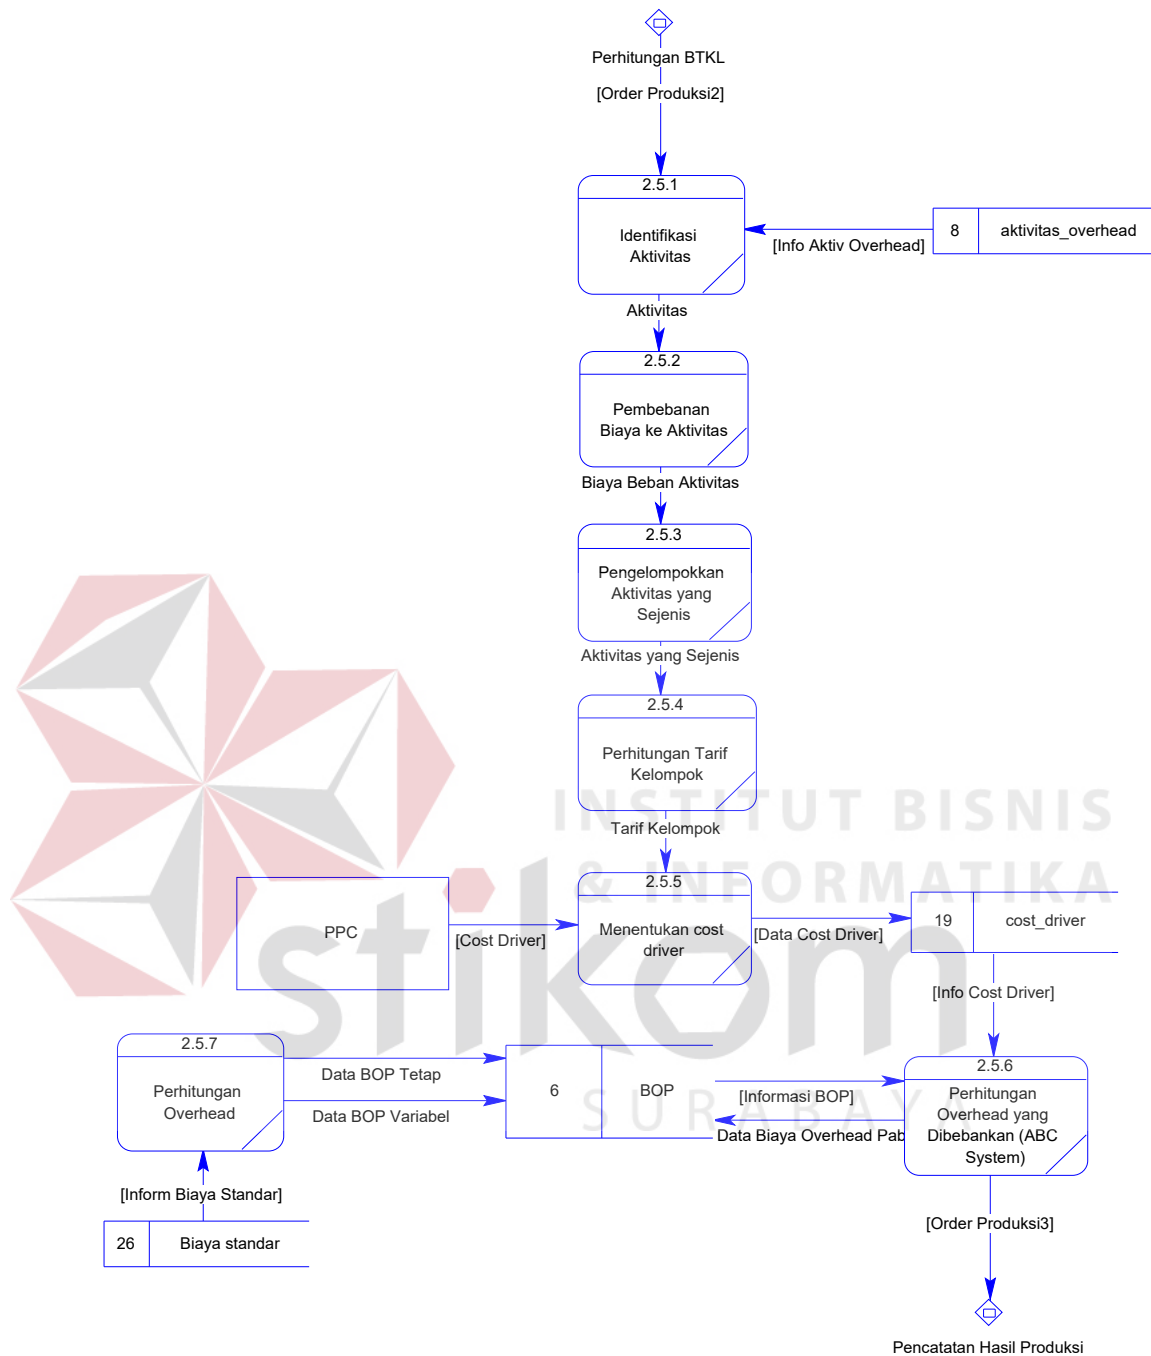 Perhitungan BTKL
[Order Produksi2]
2.5.1
Identifikasi
Aktivitas
[Info Aktiv Overhead]
8
aktivitas_overhead
Aktivitas
2.5.2
Pembebanan
Biaya ke Aktivitas
Biaya Beban Aktivitas
2.5.3
Pengelompokkan
Aktivitas yang
Sejenis
Aktivitas yang Sejenis
2.5.4
Perhitungan Tarif
Kelompok
INSTITUT BISNIS
Tarif Kelompok
& INFORMATIKA
2.5.5
Menentukan cost
driver
PPC
[Cost Driver]
[Data Cost Driver]
19
cost_driver
stikom
[Info Cost Driver]
2.5.7
Perhitungan
Overhead
Data BOP Tetap
Data BOP Variabel
6
BOP
[Informasi BOP]
SURABAYA
Data Biaya Overhead Pab
2.5.6
Perhitungan
Overhead yang
Dibebankan (ABC
System)
[Inform Biaya Standar]
26
Biaya standar
[Order Produksi3]
Pencatatan Hasil Produksi